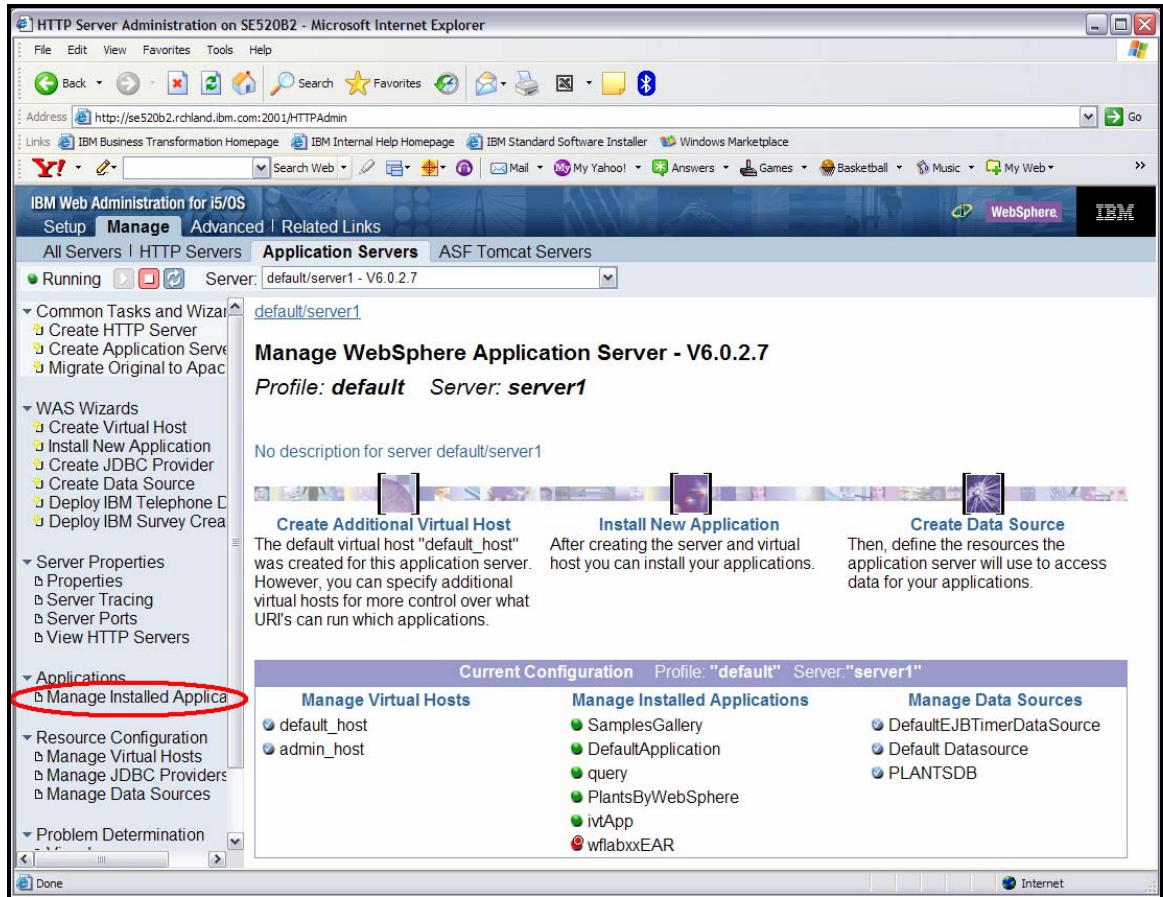 HTTP Server Administration on SE520B2 - Microsoft Internet Explorer
File Edit View Favorites Tools Help
Back Search Favorites
Address http://se520b2.rchland.ibm.com:2001/HTTPAdmin Go
Links IBM Business Transformation Homepage IBM Internal Help Homepage IBM Standard Software Installer Windows Marketplace
Y! Search Web Mail My Yahoo! Answers Games Basketball Music My Web »
IBM Web Administration for i5/OS WebSphere. IBM
Setup Manage Advanced | Related Links
All Servers | HTTP Servers Application Servers ASF Tomcat Servers
Running Server: default/server1 - V6.0.2.7
Common Tasks and Wizar
Create HTTP Server
Create Application Serve
Migrate Original to Apac
WAS Wizards
Create Virtual Host
Install New Application
Create JDBC Provider
Create Data Source
Deploy IBM Telephone D
Deploy IBM Survey Crea
Server Properties
Properties
Server Tracing
Server Ports
View HTTP Servers
Applications
Manage Installed Applica
Resource Configuration
Manage Virtual Hosts
Manage JDBC Providers
Manage Data Sources
Problem Determination
default/server1
Manage WebSphere Application Server - V6.0.2.7
Profile: default Server: server1
No description for server default/server1
Create Additional Virtual Host
The default virtual host "default_host"
was created for this application server.
However, you can specify additional
virtual hosts for more control over what
URI's can run which applications.
Install New Application
After creating the server and virtual
host you can install your applications.
Create Data Source
Then, define the resources the
application server will use to access
data for your applications.
Current Configuration Profile: "default" Server:"server1"
Manage Virtual Hosts
default_host
admin_host
Manage Installed Applications
SamplesGallery
DefaultApplication
query
PlantsByWebSphere
ivtApp
wflabxxEAR
Manage Data Sources
DefaultEJBTimerDataSource
Default Datasource
PLANTSDB
Done Internet